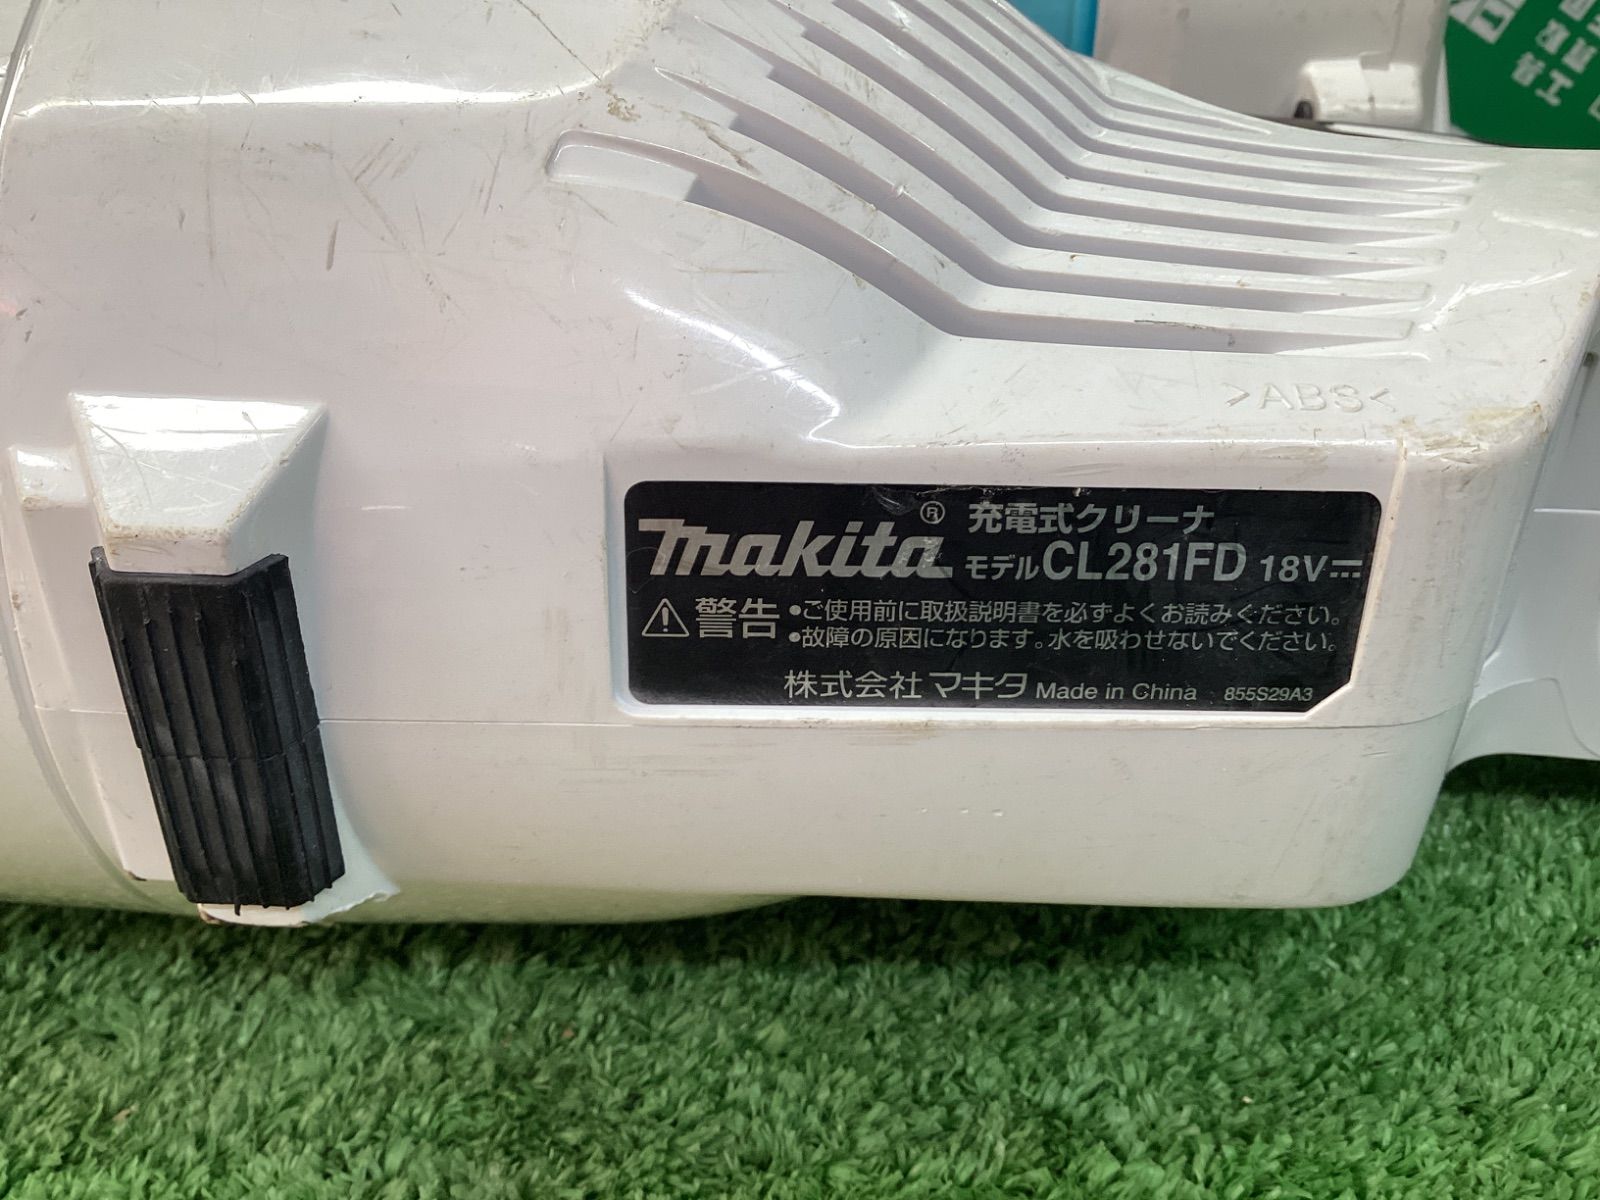 >ABS<
makita® 充電式クリーナ
モデルCL281FD 18V⎓
⚠警告 •ご使用前に取扱説明書を必ずよくお読みください。
•故障の原因になります。水を吸わせないでください。
株式会社マキタ Made in China 855S29A3